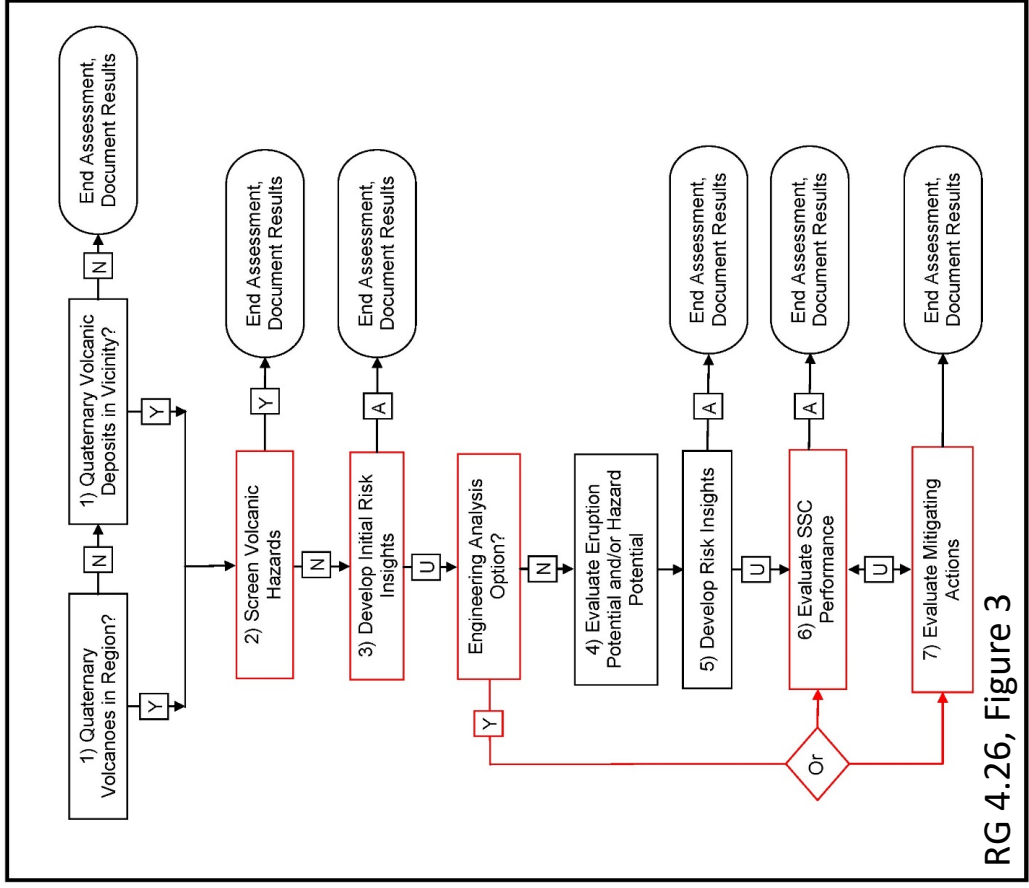 1) Quaternary
Volcanoes in Region?
N
1) Quaternary Volcanic
Deposits in Vicinity?
N
End Assessment,
Document Results
Y
Y
2) Screen Volcanic
Hazards
Y
End Assessment,
Document Results
N
3) Develop Initial Risk
Insights
A
End Assessment,
Document Results
U
Engineering Analysis
Option?
Y
N
4) Evaluate Eruption
Potential and/or Hazard
Potential
5) Develop Risk Insights
A
End Assessment,
Document Results
U
Or
6) Evaluate SSC
Performance
A
End Assessment,
Document Results
U
7) Evaluate Mitigating
Actions
End Assessment,
Document Results
RG 4.26, Figure 3